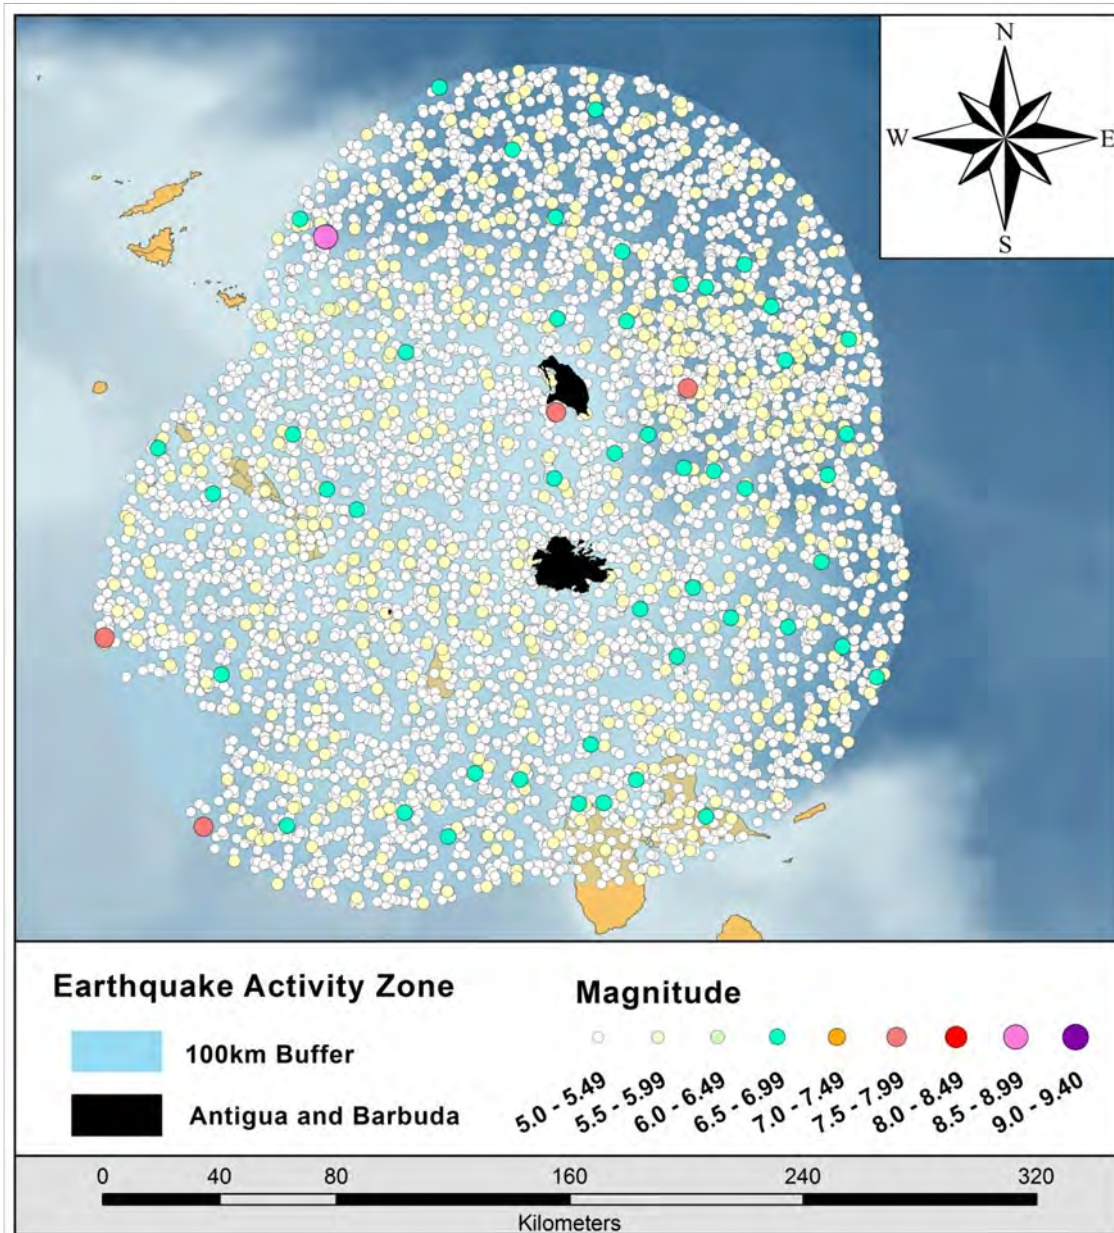 N
W E
S
Earthquake Activity Zone
100km Buffer
Antigua and Barbuda
Magnitude
5.0 - 5.49
5.5 - 5.99
6.0 - 6.49
6.5 - 6.99
7.0 - 7.49
7.5 - 7.99
8.0 - 8.49
8.5 - 8.99
9.0 - 9.40
0 40 80 160 240 320
Kilometers